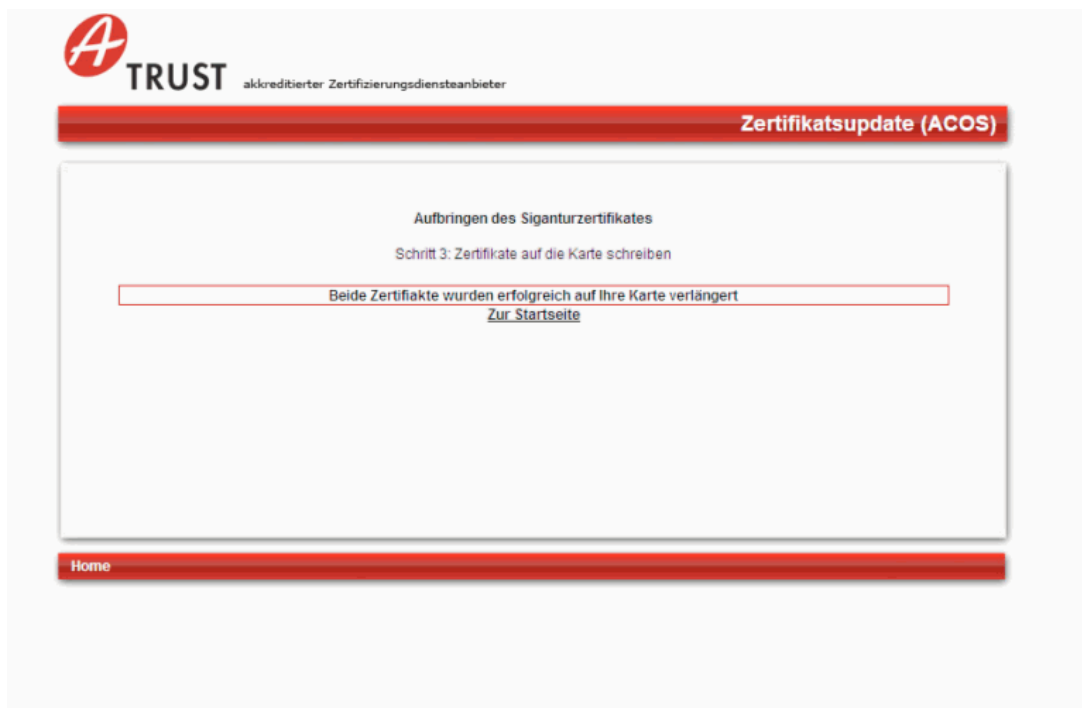 A
TRUST akkreditierter Zertifizierungsdiensteanbieter
Zertifikatsupdate (ACOS)
Aufbringen des Siganturzertifikates
Schritt 3: Zertifikate auf die Karte schreiben
Beide Zertifiakte wurden erfolgreich auf Ihre Karte verlängert
Zur Startseite
Home